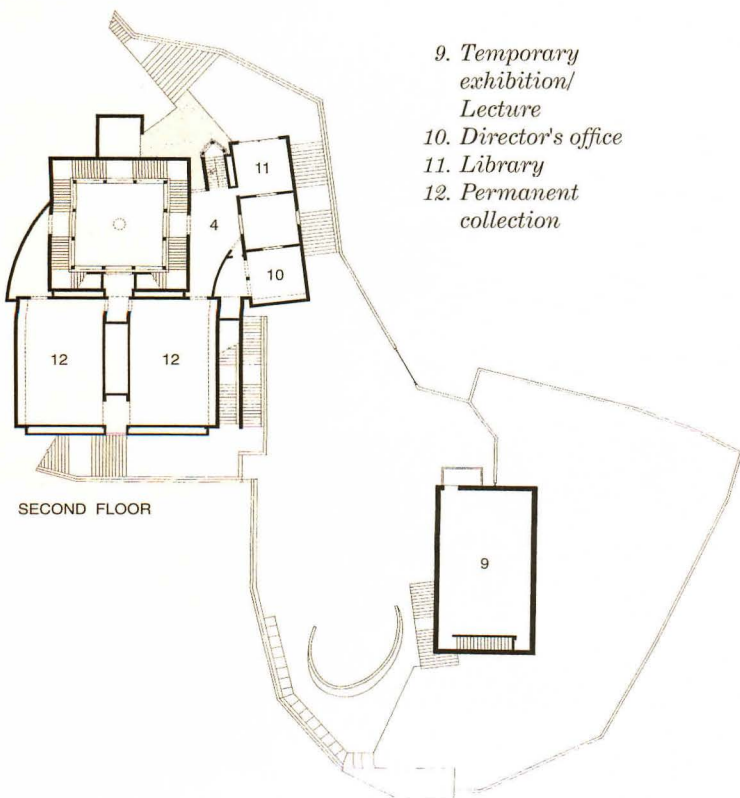 9. Temporary
exhibition/
Lecture
10. Director's office
11. Library
12. Permanent
collection
11
4
10
12 12
SECOND FLOOR
9